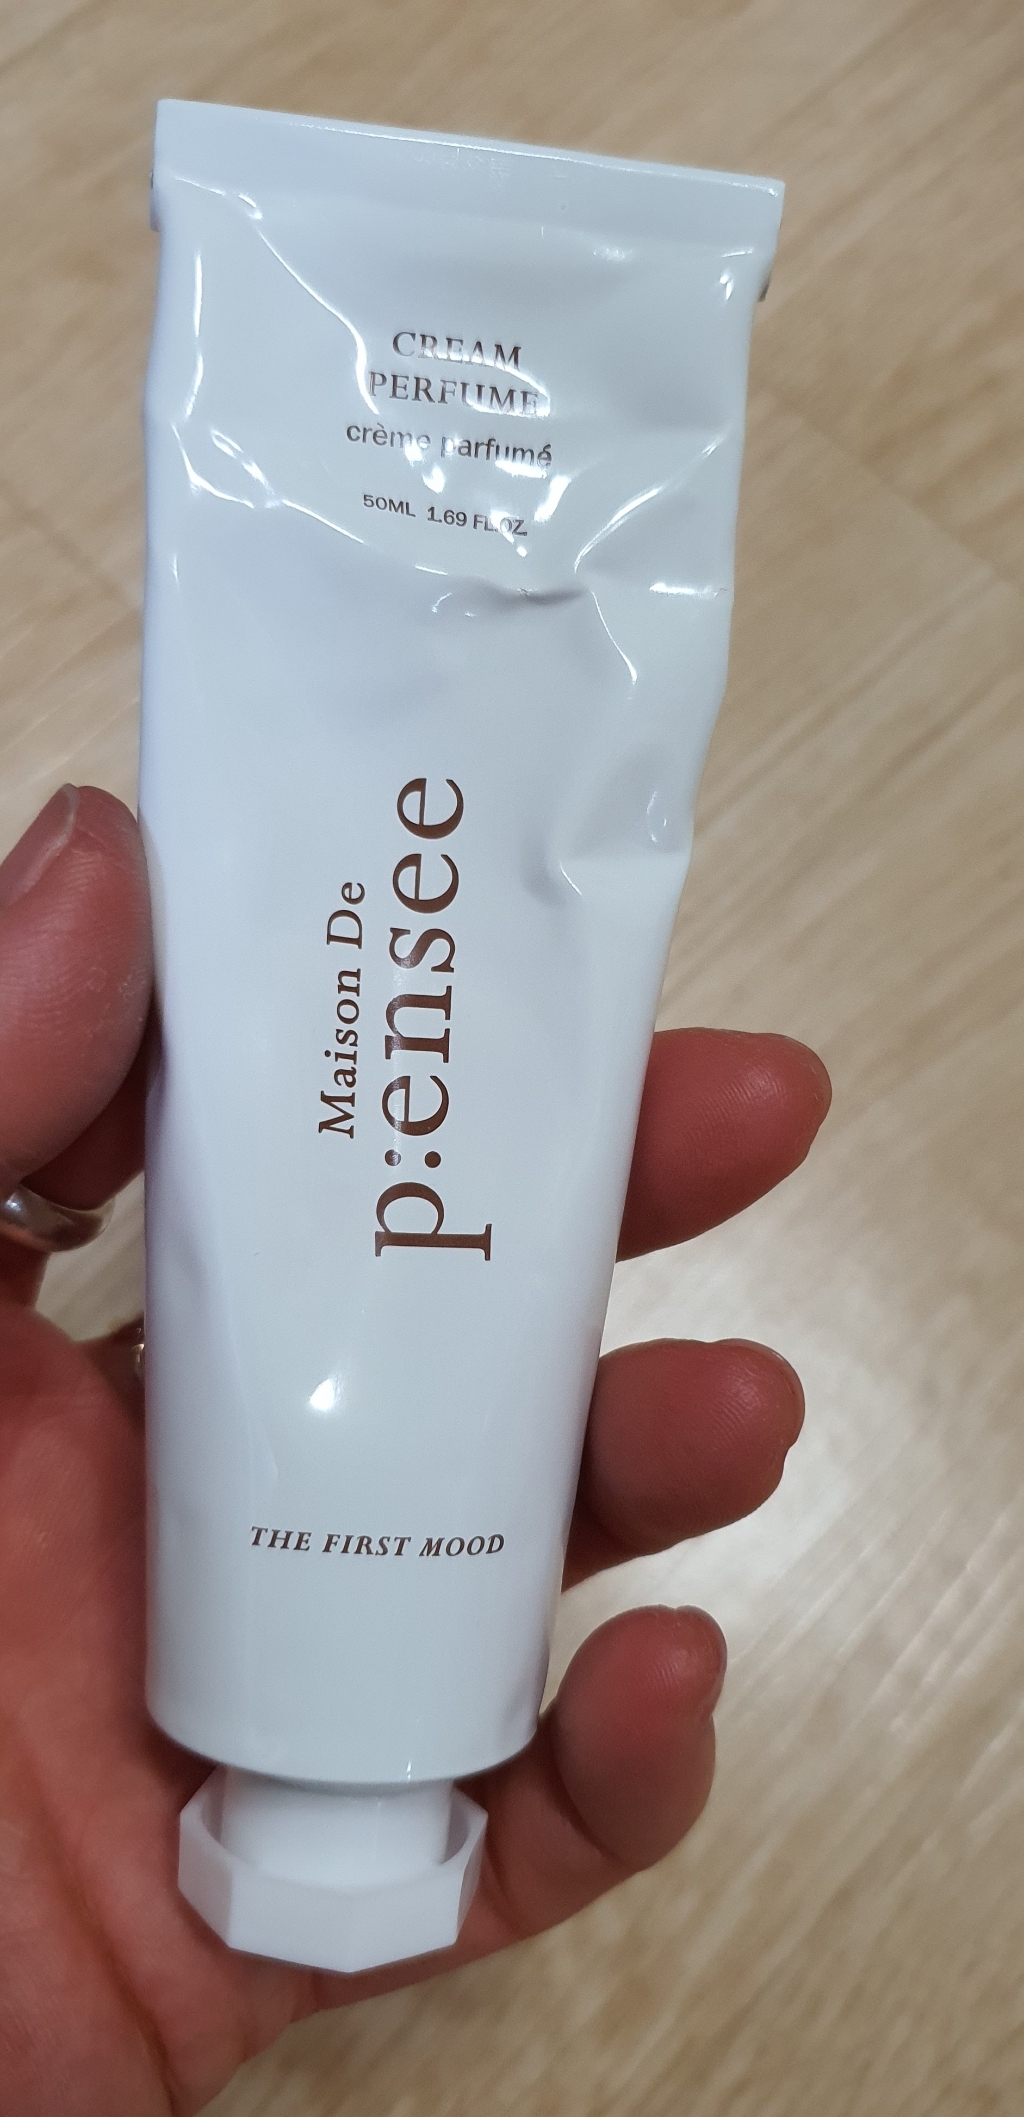 CREAM
PERFUME
crème parfumé
50ML 1.69 FL.OZ
Maison De
p:ensee
THE FIRST MOOD